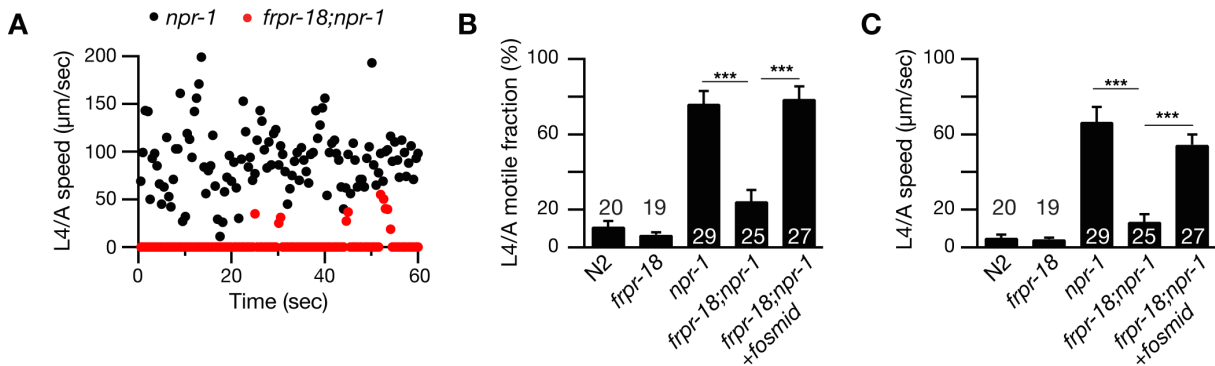 A
npr-1
frpr-18;npr-1
L4/A speed (µm/sec)
200
150
100
50
0
0
20
40
60
Time (sec)
B
L4/A motile fraction (%)
100
60
20
0
***
***
20
19
29
25
27
N2
frpr-18
npr-1
frpr-18;npr-1
frpr-18;npr-1
+fosmid
C
L4/A speed (µm/sec)
100
60
20
0
***
***
20
19
29
25
27
N2
frpr-18
npr-1
frpr-18;npr-1
frpr-18;npr-1
+fosmid